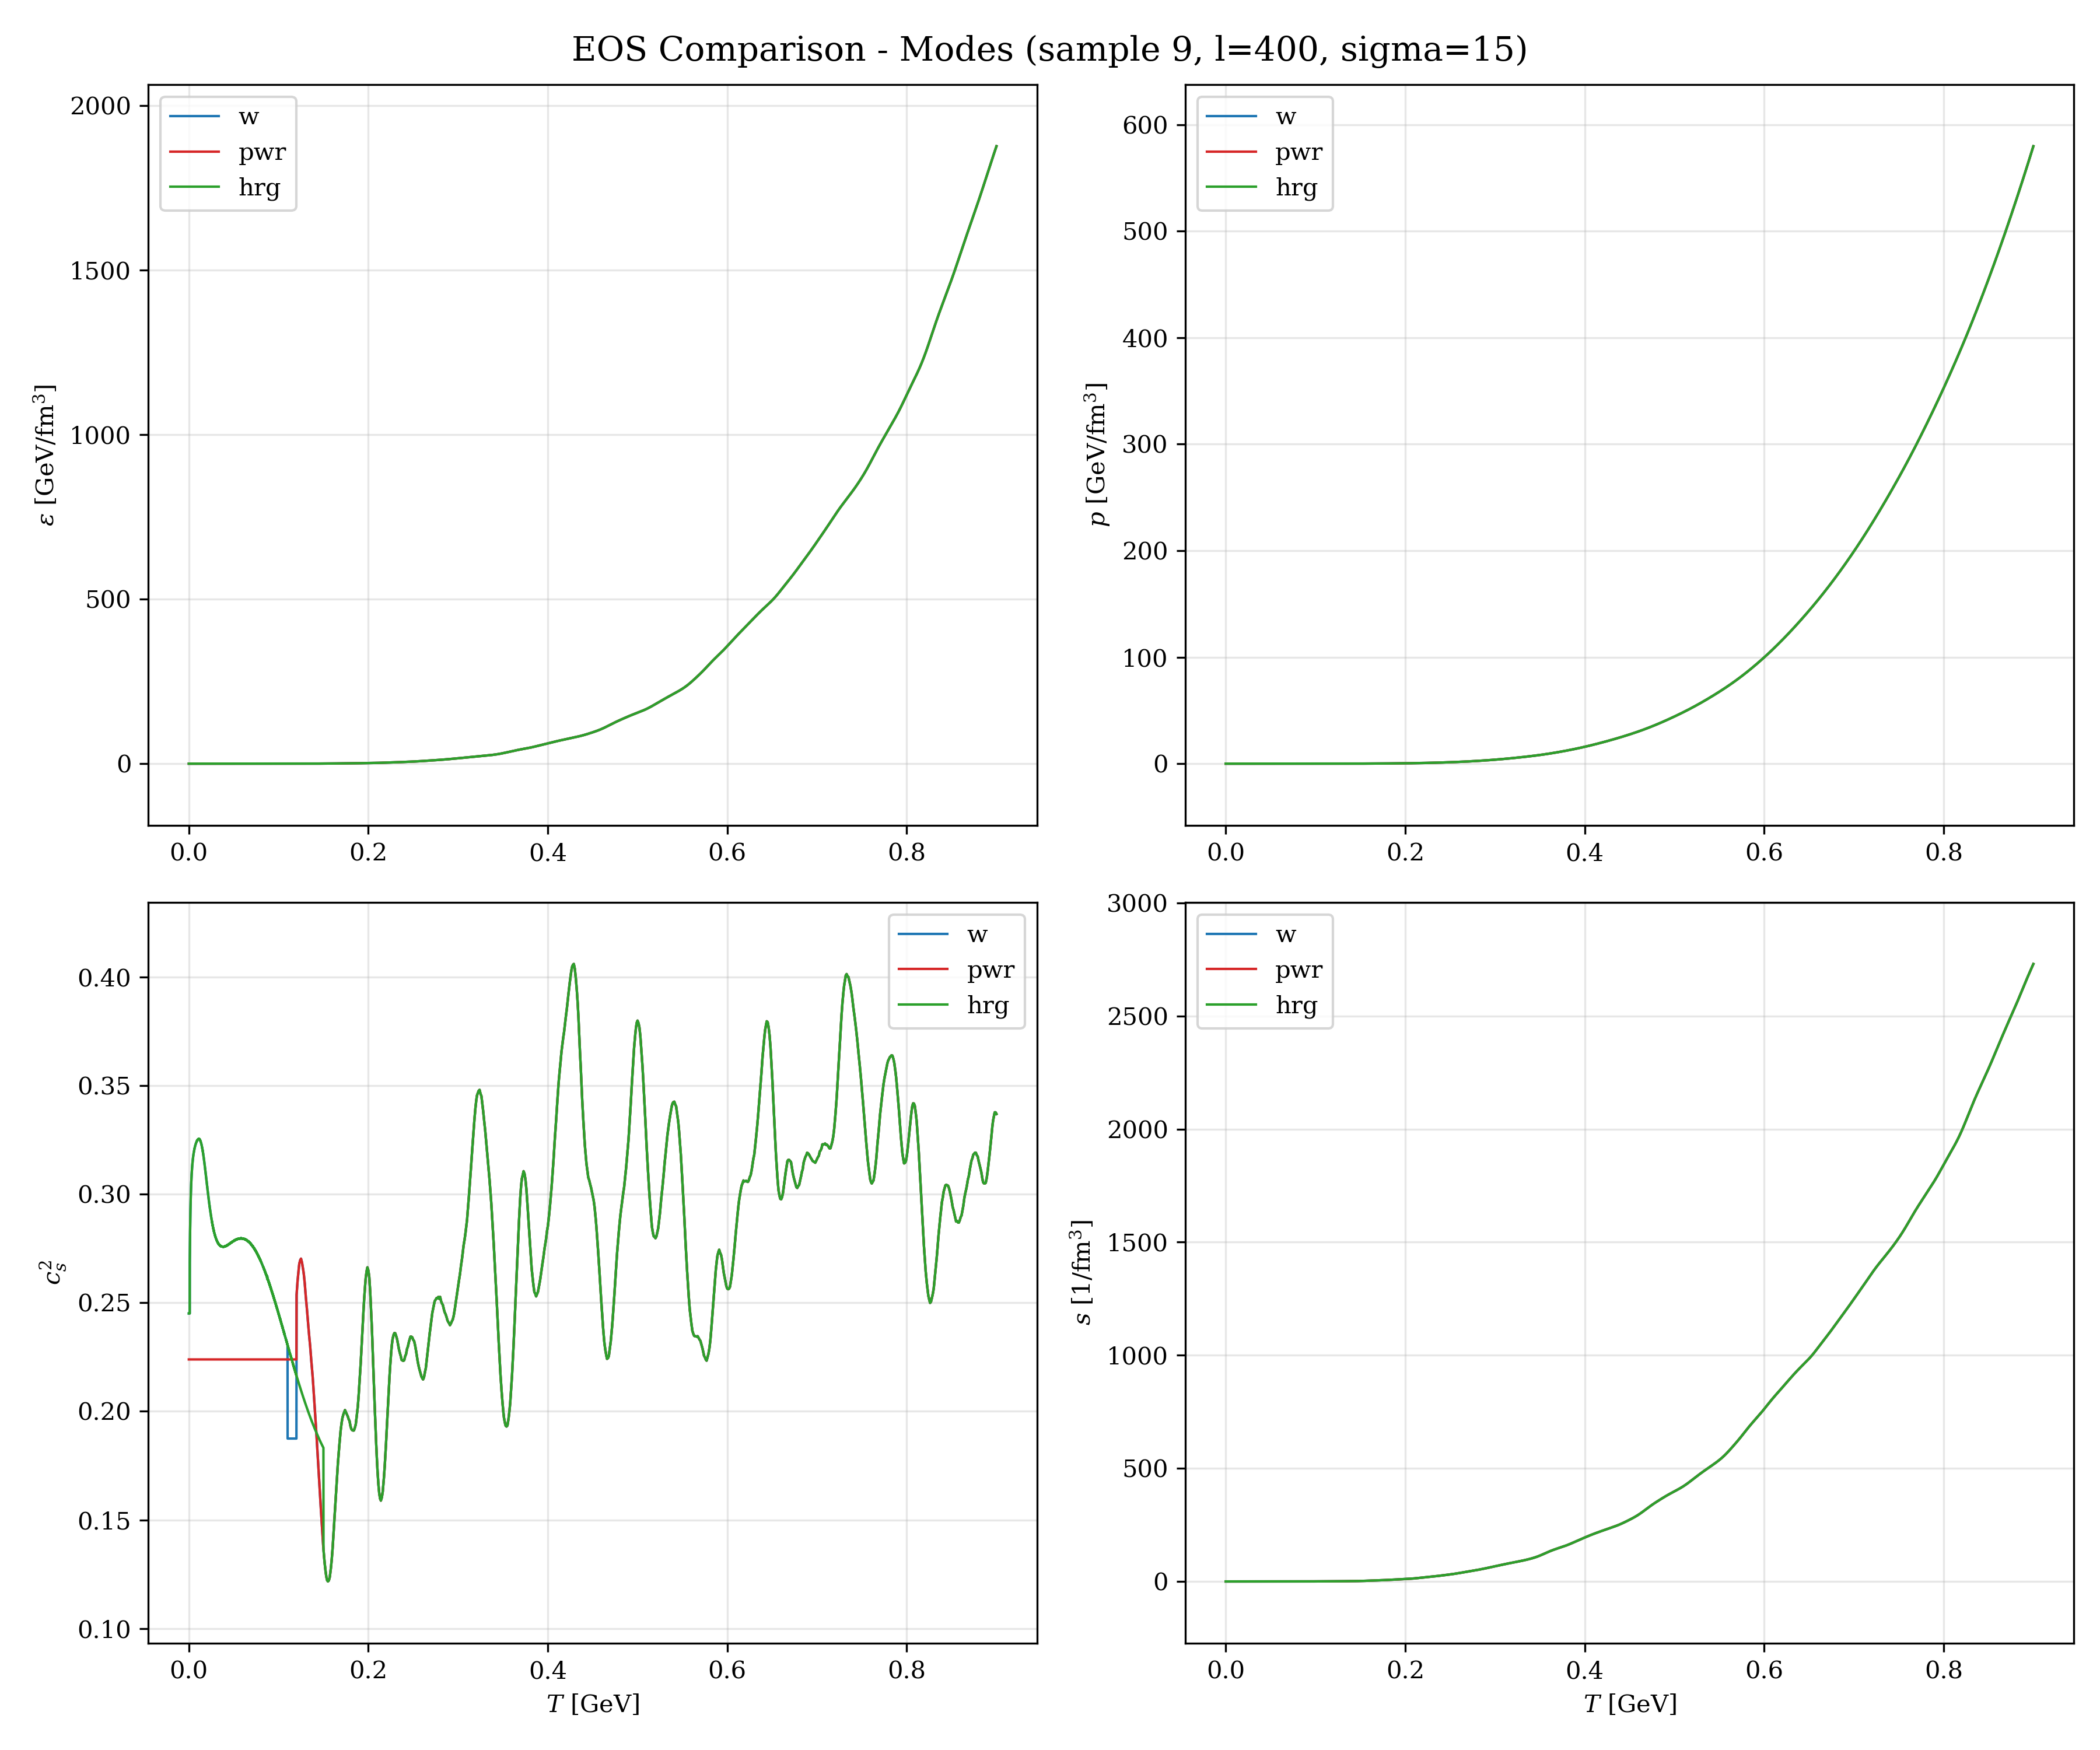 EOS Comparison - Modes (sample 9, l=400, sigma=15)
w
pwr
hrg
2000
1500
1000
500
0
ε [GeV/fm³]
0.0 0.2 0.4 0.6 0.8
w
pwr
hrg
600
500
400
300
200
100
0
p [GeV/fm³]
0.0 0.2 0.4 0.6 0.8
w
pwr
hrg
0.40
0.35
0.30
0.25
0.20
0.15
0.10
c_s^2
0.0 0.2 0.4 0.6 0.8
T [GeV]
w
pwr
hrg
3000
2500
2000
1500
1000
500
0
s [1/fm³]
0.0 0.2 0.4 0.6 0.8
T [GeV]